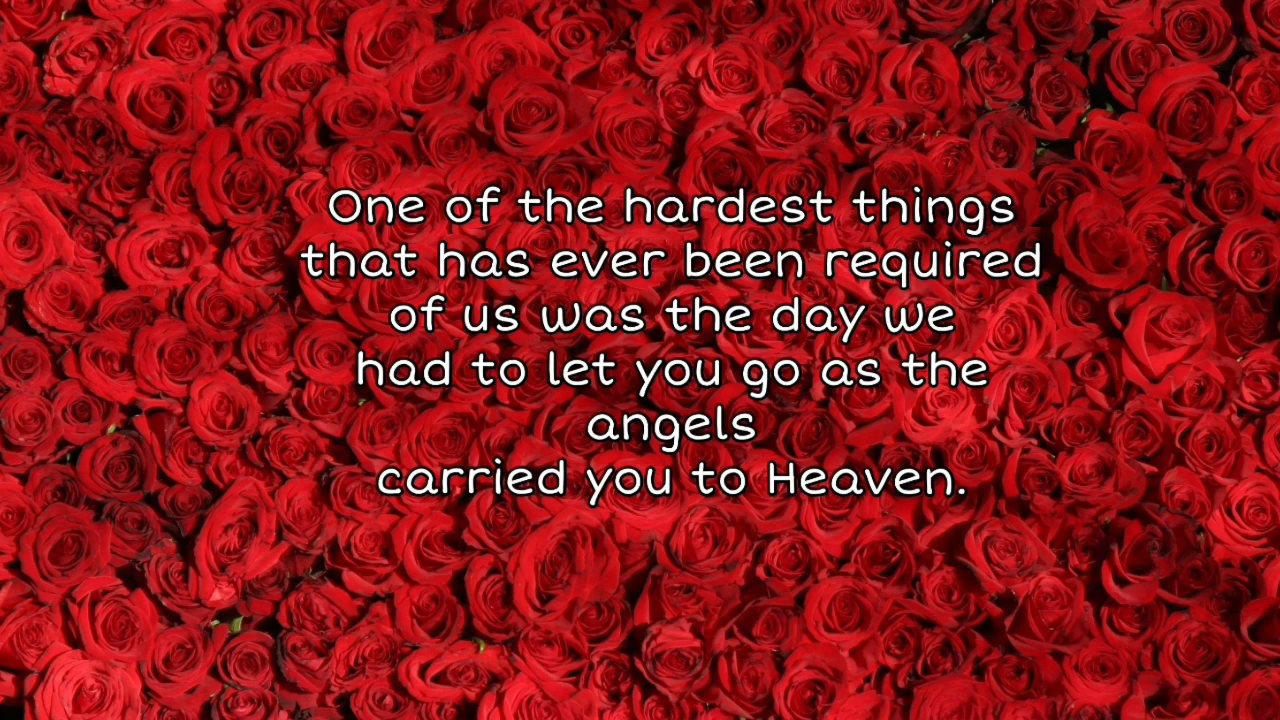 One of the hardest things
that has ever been required
of us was the day we
had to let you go as the
angels
carried you to Heaven.